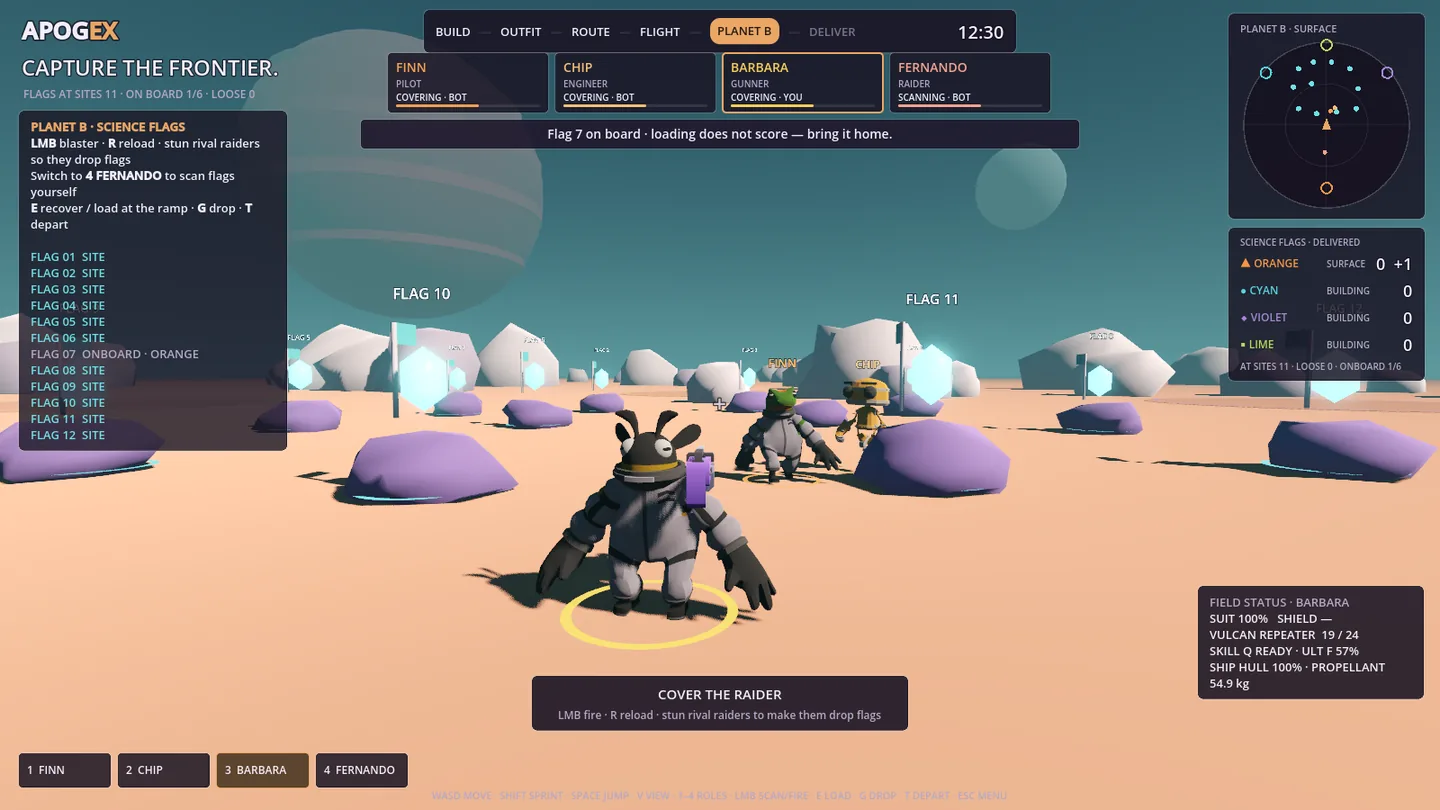 APOGEX
BUILD — OUTFIT — ROUTE — FLIGHT — PLANET B — DELIVER 12:30
CAPTURE THE FRONTIER.
FLAGS AT SITES 11 · ON BOARD 1/6 · LOOSE 0
FINN
PILOT
COVERING · BOT
CHIP
ENGINEER
COVERING · BOT
BARBARA
GUNNER
COVERING · YOU
FERNANDO
RAIDER
SCANNING · BOT
Flag 7 on board · loading does not score — bring it home.
PLANET B · SCIENCE FLAGS
LMB blaster · R reload · stun rival raiders
so they drop flags
Switch to 4 FERNANDO to scan flags
yourself
E recover / load at the ramp · G drop · T
depart
FLAG 01 SITE
FLAG 02 SITE
FLAG 03 SITE
FLAG 04 SITE
FLAG 05 SITE
FLAG 06 SITE
FLAG 07 ONBOARD · ORANGE
FLAG 08 SITE
FLAG 09 SITE
FLAG 10 SITE
FLAG 11 SITE
FLAG 12 SITE
PLANET B · SURFACE
SCIENCE FLAGS · DELIVERED
▲ ORANGE SURFACE 0 +1
● CYAN BUILDING 0
◆ VIOLET BUILDING 0
■ LIME BUILDING 0
AT SITES 11 · LOOSE 0 · ONBOARD 1/6
FLAG 10
FLAG 11
FLAG 12
FLAG 5
FINN
CHIP
FIELD STATUS · BARBARA
SUIT 100% SHIELD —
VULCAN REPEATER 19 / 24
SKILL Q READY · ULT F 57%
SHIP HULL 100% · PROPELLANT
54.9 kg
COVER THE RAIDER
LMB fire · R reload · stun rival raiders to make them drop flags
1 FINN
2 CHIP
3 BARBARA
4 FERNANDO
WASD MOVE · SHIFT SPRINT · SPACE JUMP · V VIEW · 1-4 ROLES · LMB SCAN/FIRE · E LOAD · G DROP · T DEPART · ESC MENU